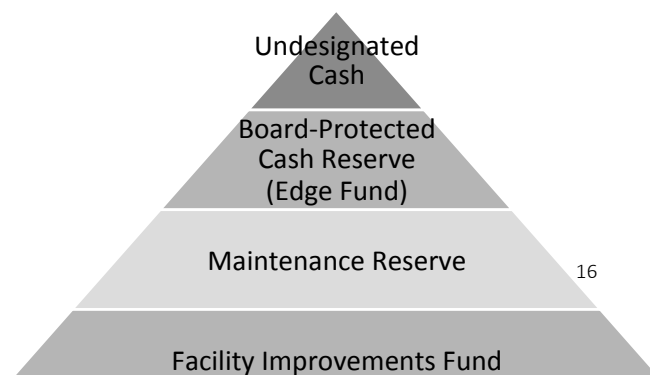 Undesignated
Cash
Board-Protected
Cash Reserve
(Edge Fund)
Maintenance Reserve
16
Facility Improvements Fund